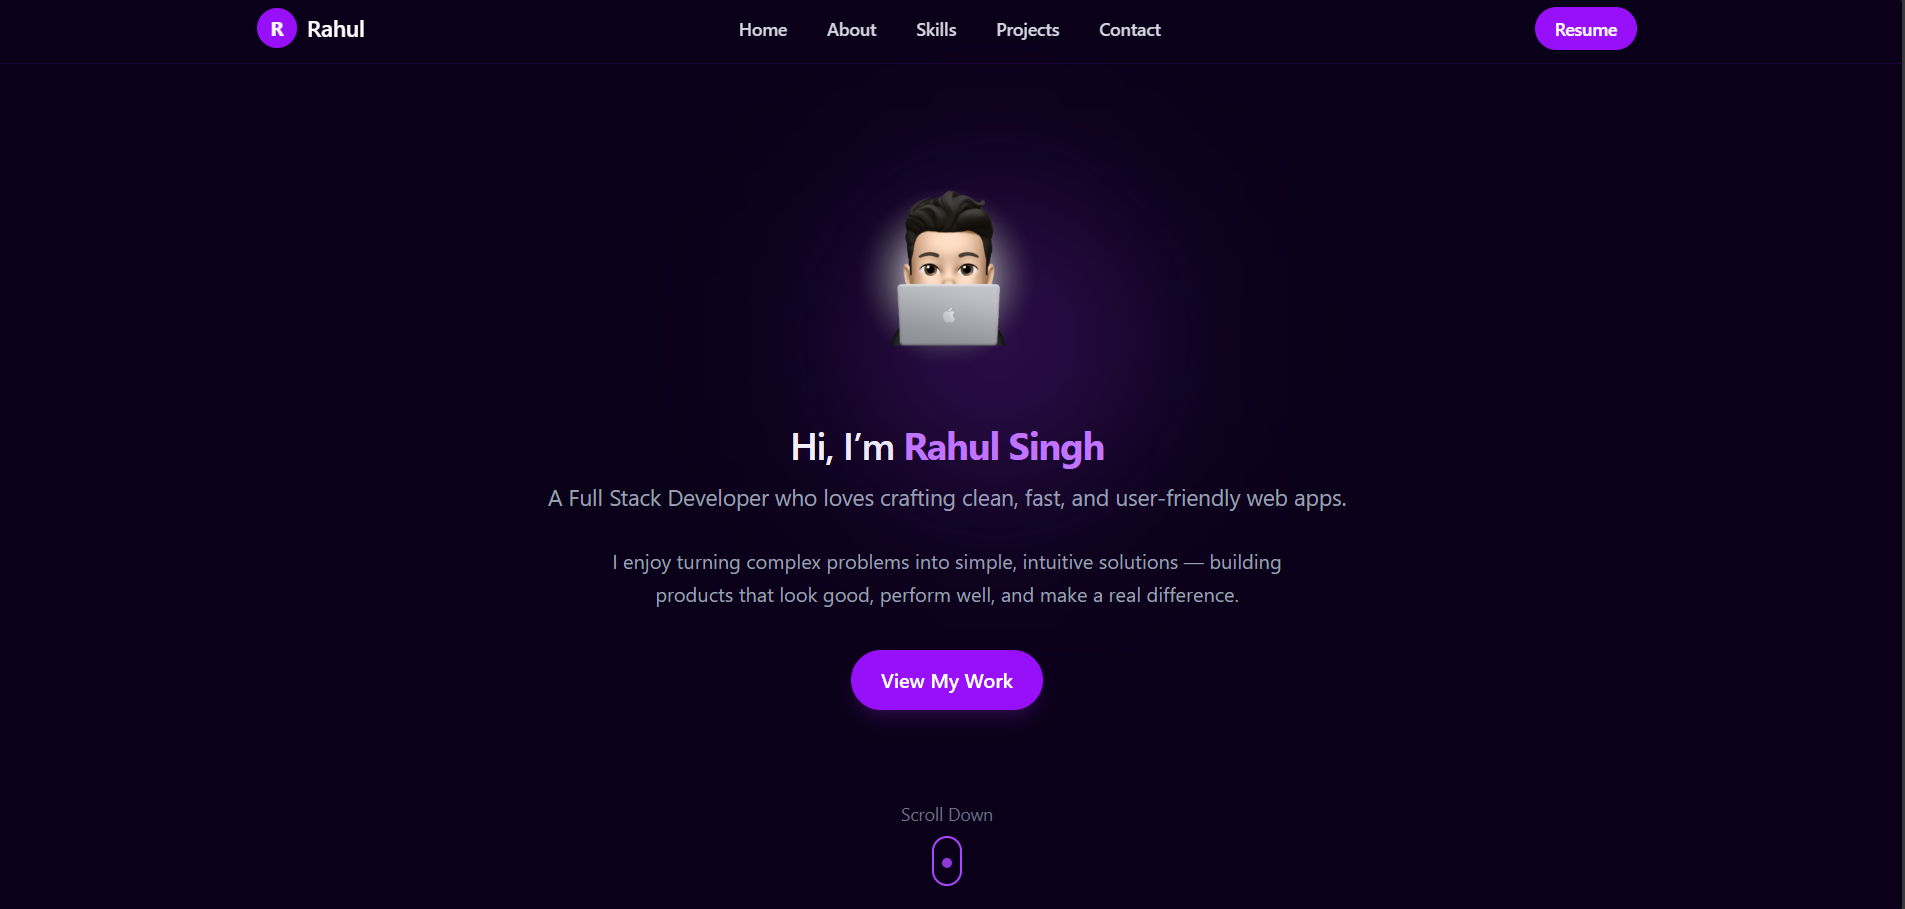 R Rahul Home About Skills Projects Contact Resume
Hi, I’m Rahul Singh
A Full Stack Developer who loves crafting clean, fast, and user-friendly web apps.
I enjoy turning complex problems into simple, intuitive solutions — building
products that look good, perform well, and make a real difference.
View My Work
Scroll Down